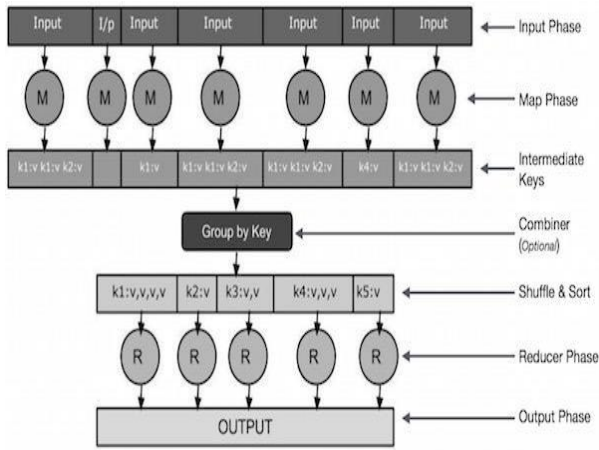 Input I/p Input Input Input Input Input Input Phase
M M M M M M M Map Phase
k1:v k1:v k2:v k1:v k1:v k1:v k2:v k1:v k1:v k2:v k4:v k1:v k1:v k2:v Intermediate
Keys
Group by Key Combiner
(Optional)
k1:v,v,v,v k2:v k3:v,v k4:v,v,v k5:v Shuffle & Sort
R R R R R Reducer Phase
OUTPUT Output Phase